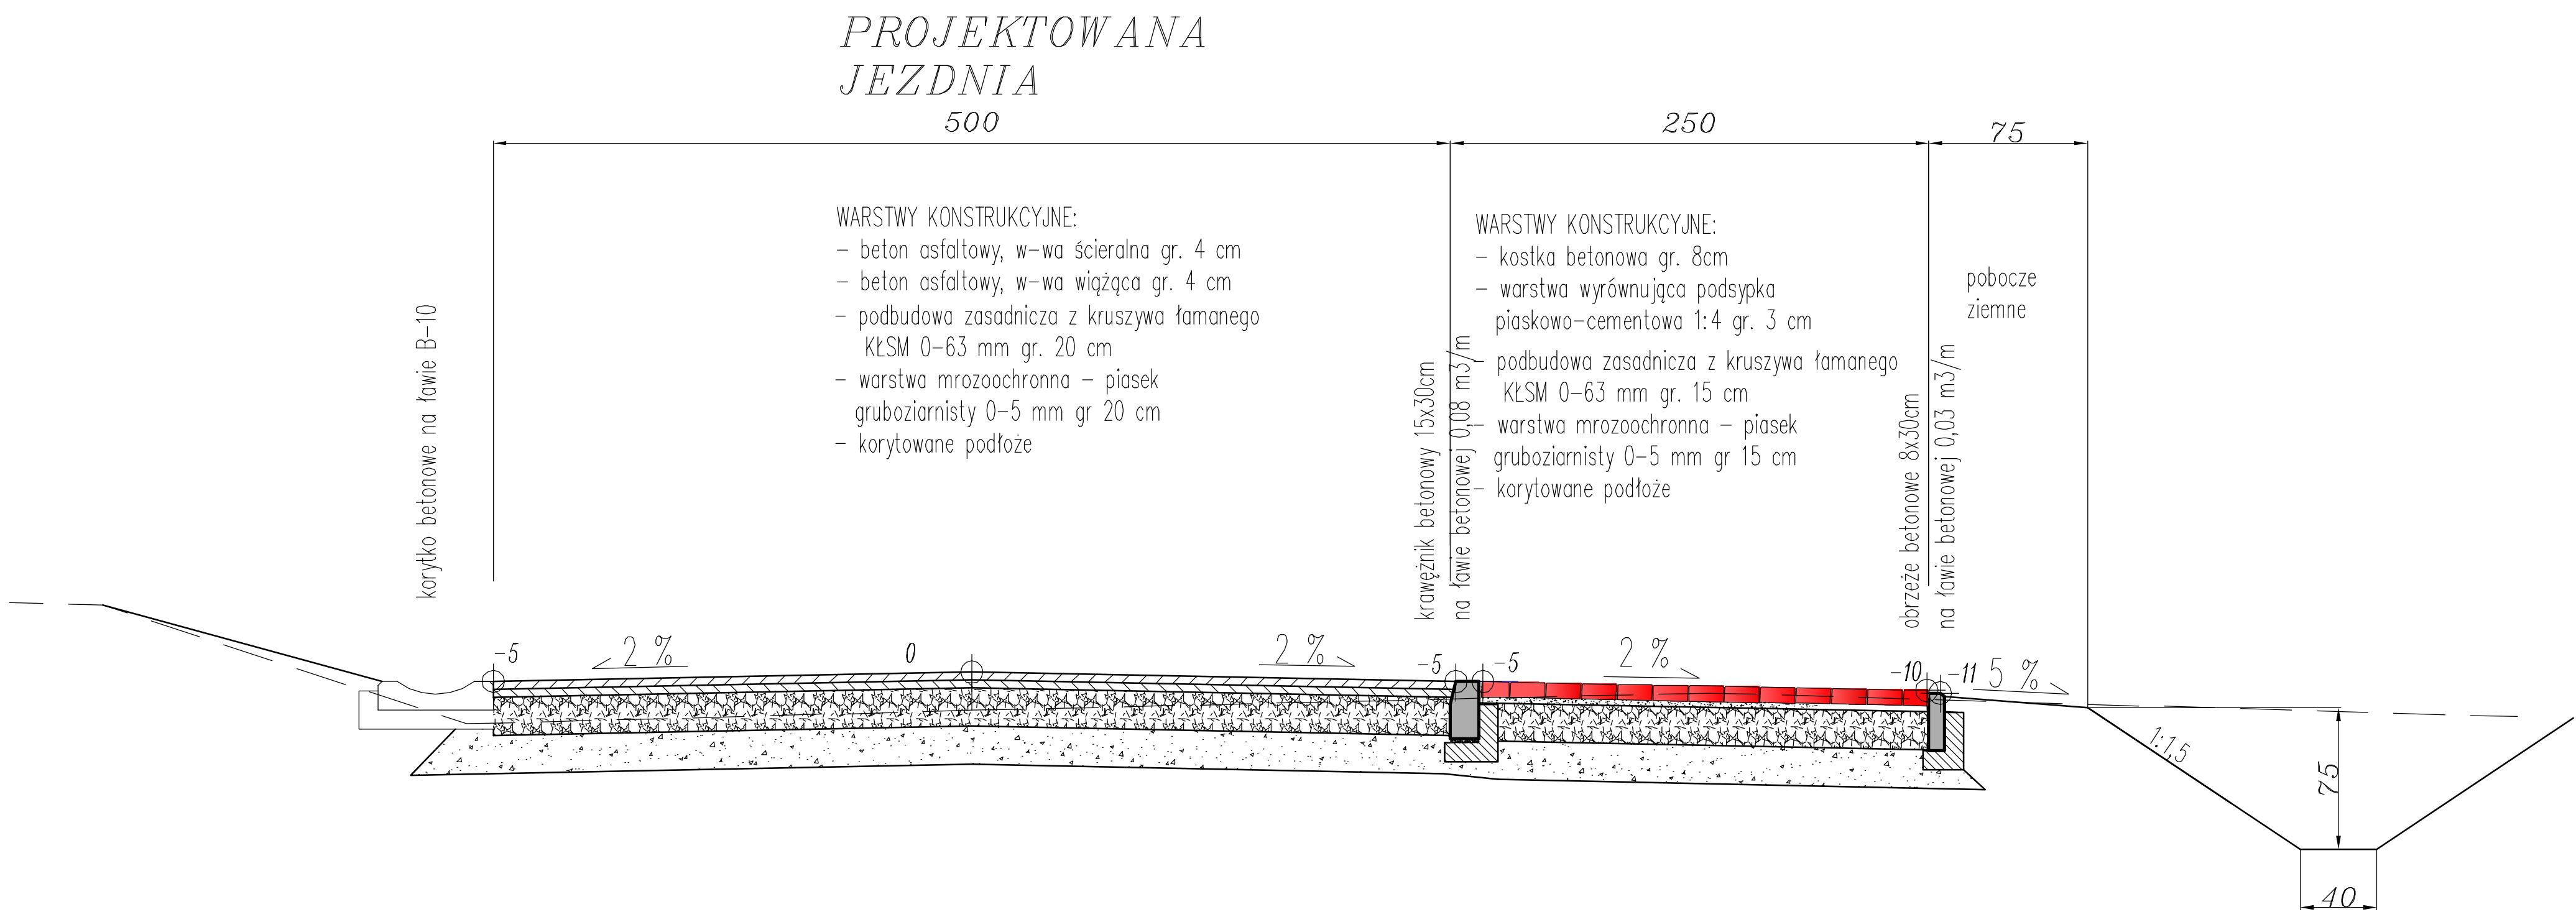 PROJEKTOWANA
JEZDNIA
500
250
75
WARSTWY KONSTRUKCYJNE:
- beton asfaltowy, w-wa ścieralna gr. 4 cm
- beton asfaltowy, w-wa wiążąca gr. 4 cm
- podbudowa zasadnicza z kruszywa łamanego
KŁSM 0-63 mm gr. 20 cm
- warstwa mrozoochronna - piasek
gruboziarnisty 0-5 mm gr 20 cm
- korytowane podłoże
WARSTWY KONSTRUKCYJNE:
- kostka betonowa gr. 8cm
- warstwa wyrównująca podsypka
piaskowo-cementowa 1:4 gr. 3 cm
- podbudowa zasadnicza z kruszywa łamanego
KŁSM 0-63 mm gr. 15 cm
- warstwa mrozoochronna - piasek
gruboziarnisty 0-5 mm gr 15 cm
- korytowane podłoże
pobocze
ziemne
korytko betonowe na ławie B-10
krawężnik betonowy 15x30cm
na ławie betonowej 0,08 m3/m
obrzeże betonowe 8x30cm
na ławie betonowej 0,03 m3/m
-5
2 %
0
2 %
-5
-5
2 %
-10
-11
5 %
1:1,5
75
40